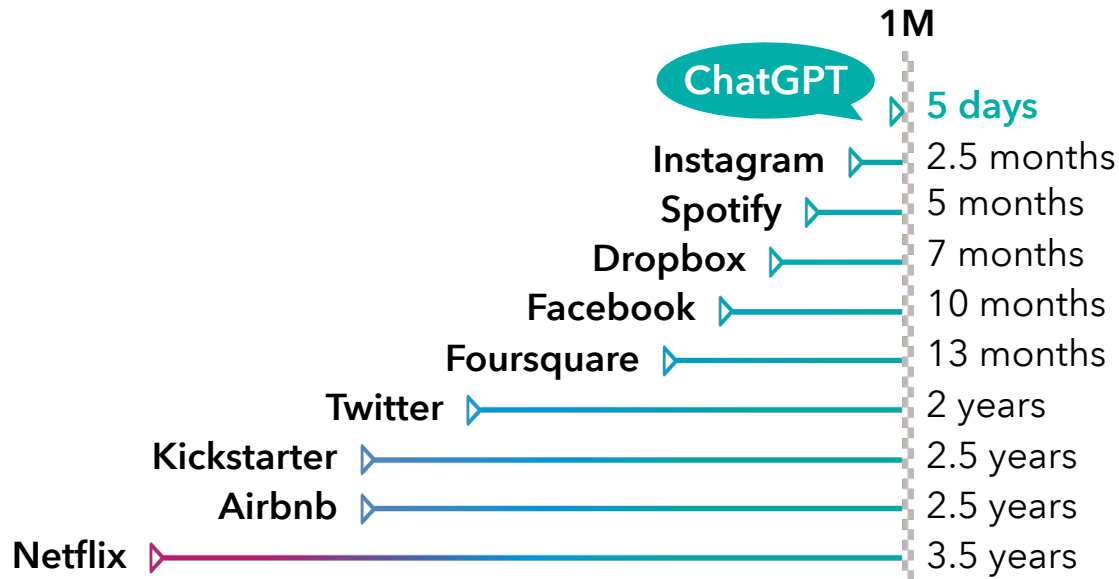 1M
ChatGPT 5 days
Instagram 2.5 months
Spotify 5 months
Dropbox 7 months
Facebook 10 months
Foursquare 13 months
Twitter 2 years
Kickstarter 2.5 years
Airbnb 2.5 years
Netflix 3.5 years